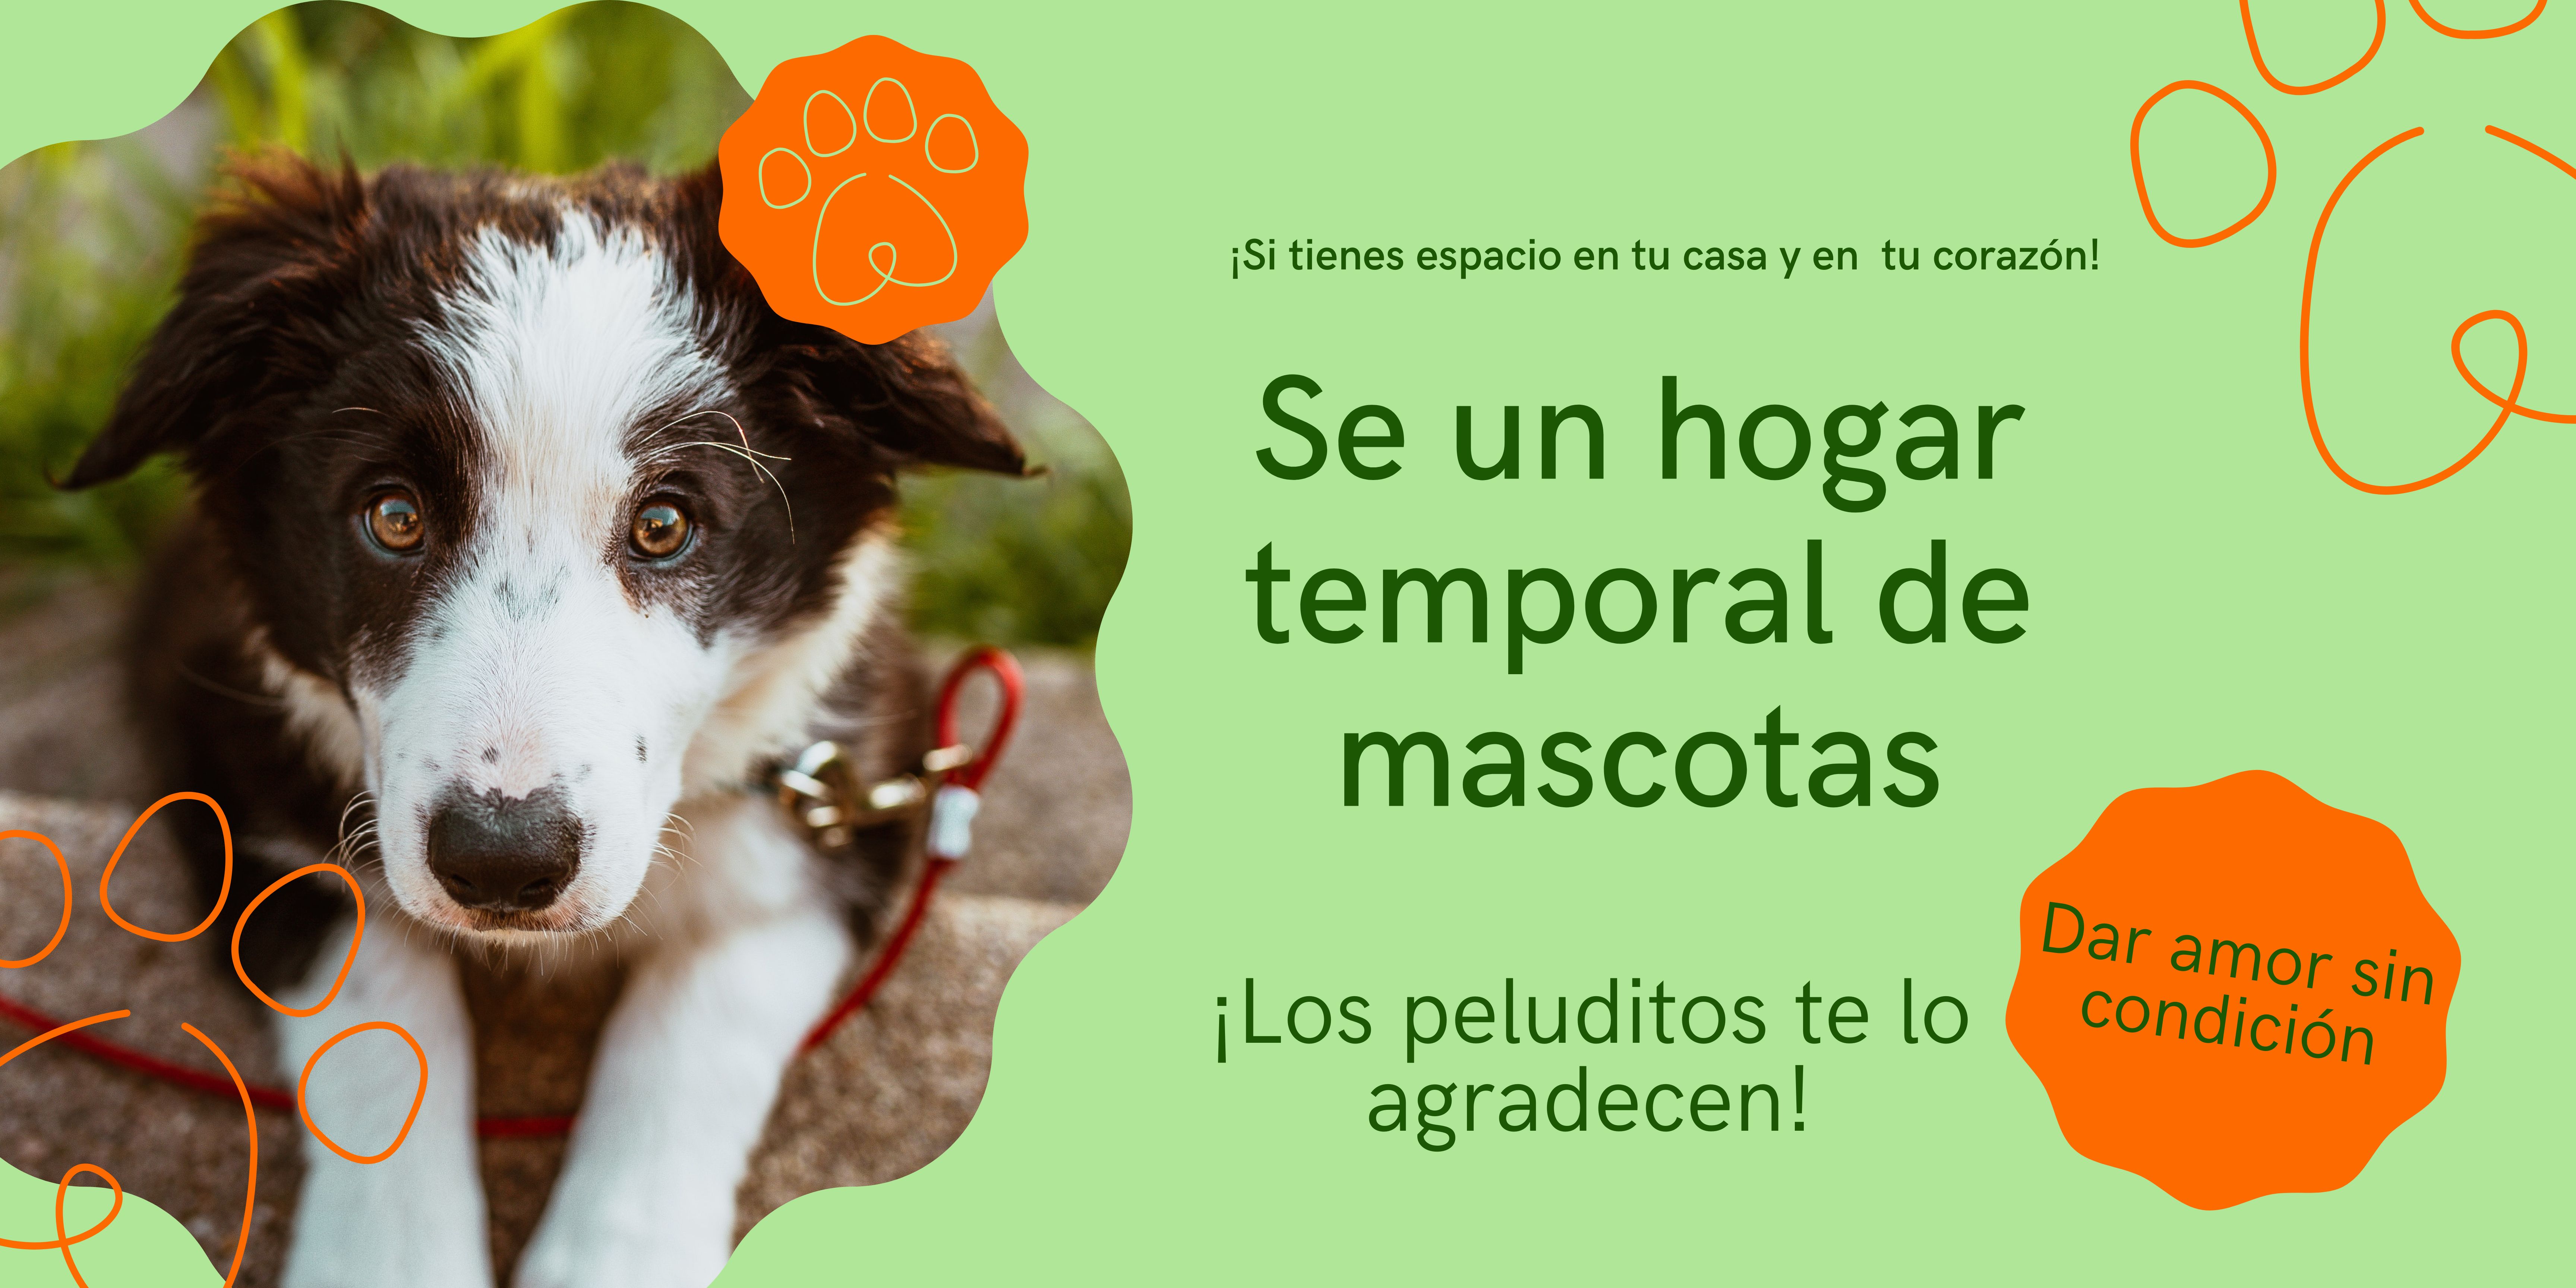 ¡Si tienes espacio en tu casa y en  tu corazón!
Se un hogar
temporal de
mascotas
¡Los peluditos te lo
agradecen!
Dar amor sin
condición